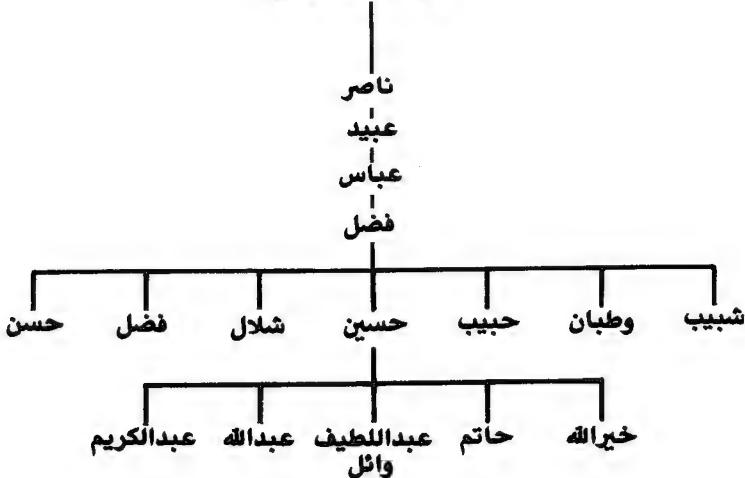 ناصر
عبيد
عباس
فضل
شبيب وطبان حبيب حسين شلال فضل حسن
خيرالله حاتم عبداللطيف عبدالله عبدالكريم
وائل